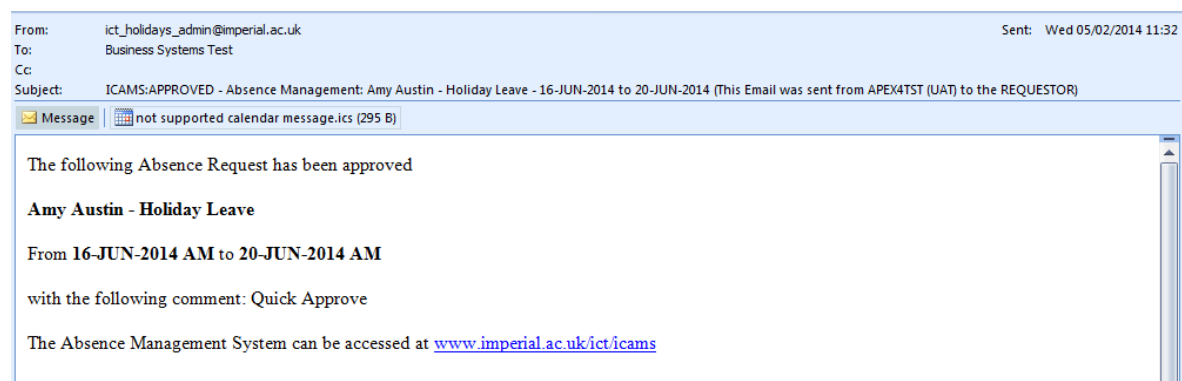 From: ict_holidays_admin@imperial.ac.uk Sent: Wed 05/02/2014 11:32
To: Business Systems Test
Cc:
Subject: ICAMS:APPROVED - Absence Management: Amy Austin - Holiday Leave - 16-JUN-2014 to 20-JUN-2014 (This Email was sent from APEX4TST (UAT) to the REQUESTOR)
Message not supported calendar message.ics (295 B)
The following Absence Request has been approved
Amy Austin - Holiday Leave
From 16-JUN-2014 AM to 20-JUN-2014 AM
with the following comment: Quick Approve
The Absence Management System can be accessed at www.imperial.ac.uk/ict/icams